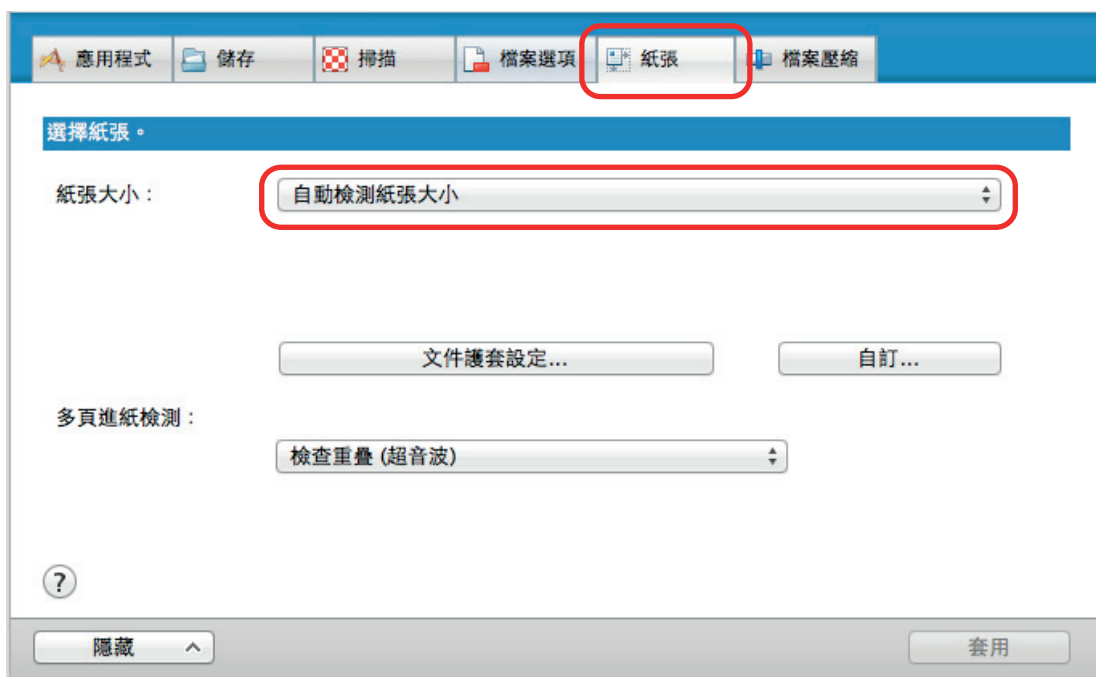 應用程式 儲存 掃描 檔案選項 紙張 檔案壓縮
選擇紙張。
紙張大小： 自動檢測紙張大小
文件護套設定... 自訂...
多頁進紙檢測：
檢查重疊 (超音波)
?
隱藏 套用